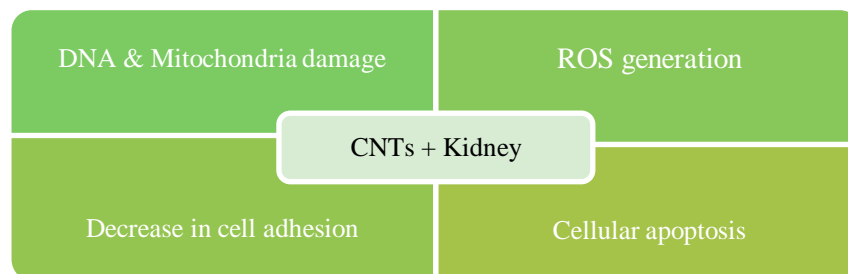 DNA & Mitochondria damage
ROS generation
CNTs + Kidney
Decrease in cell adhesion
Cellular apoptosis